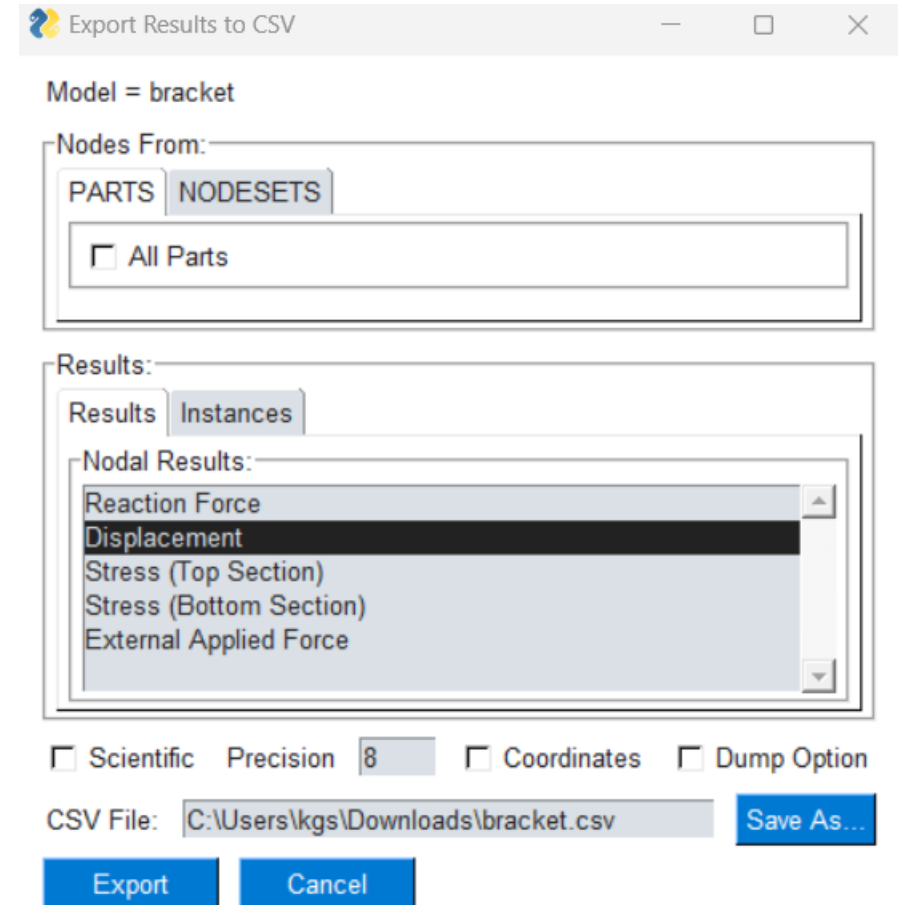 Export Results to CSV
Model = bracket
Nodes From:
PARTS NODESETS
All Parts
Results:
Results Instances
Nodal Results:
Reaction Force
Displacement
Stress (Top Section)
Stress (Bottom Section)
External Applied Force
Scientific Precision 8 Coordinates Dump Option
CSV File: C:\Users\kgs\Downloads\bracket.csv Save As...
Export Cancel